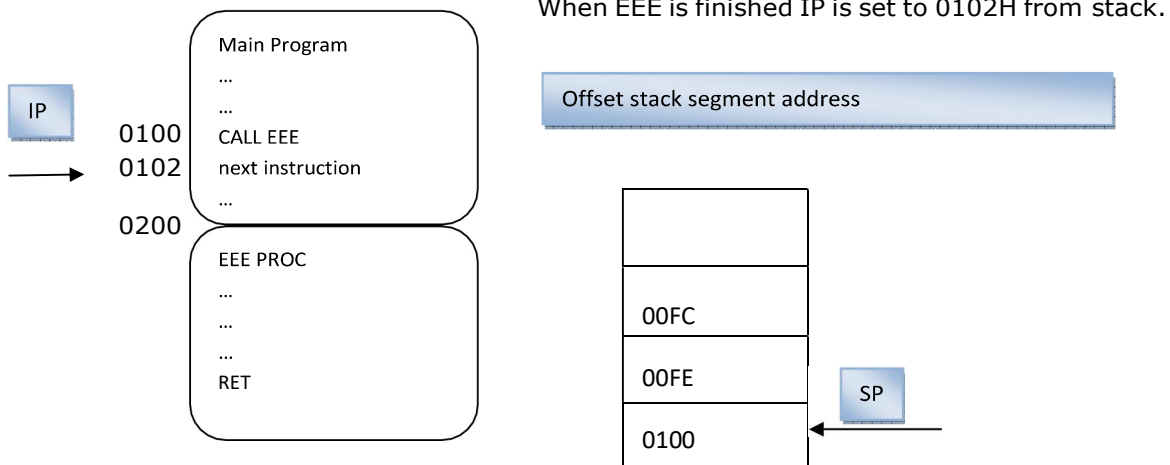 When EEE is finished IP is set to 0102H from stack.
Main Program
...
...
0100 CALL EEE
0102 next instruction
...
IP
0200
EEE PROC
...
...
...
RET
Offset stack segment address
00FC
00FE
0100
SP